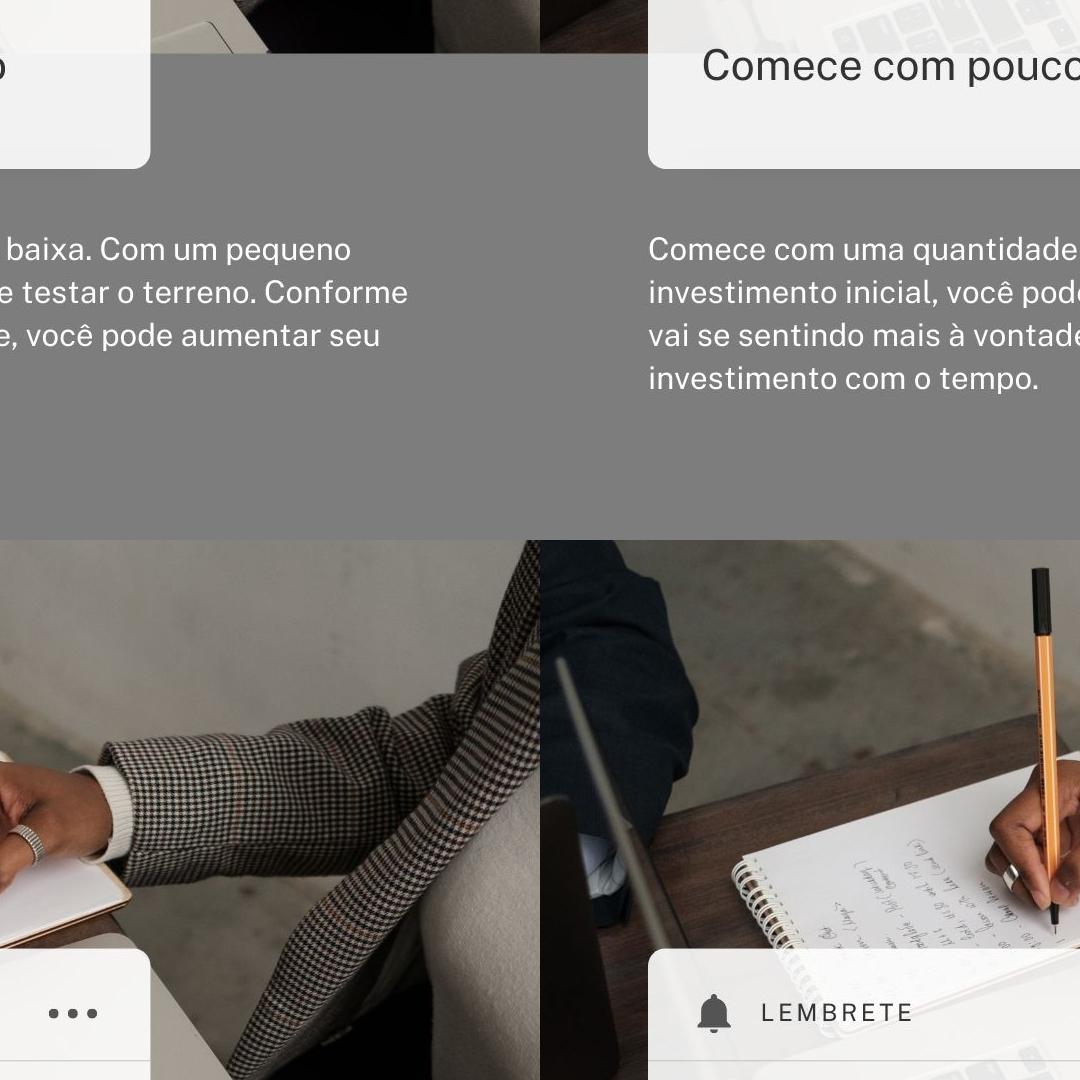 o
Comece com pouco
baixa. Com um pequeno
e testar o terreno. Conforme
e, você pode aumentar seu
Comece com uma quantidade
investimento inicial, você pode
vai se sentindo mais à vontade
investimento com o tempo.
LEMBRETE